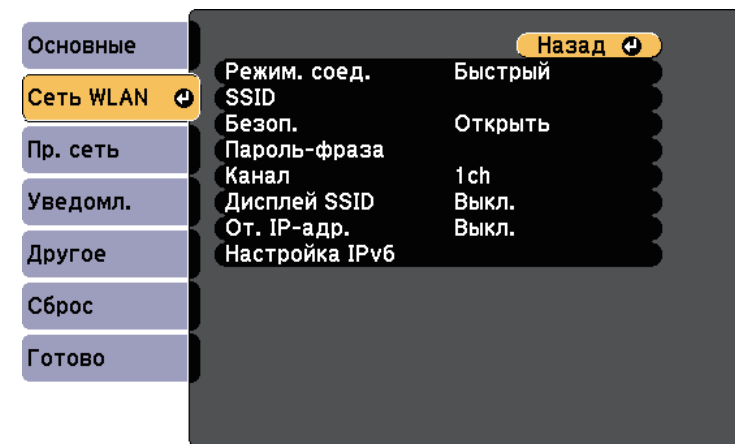 Основные
Сеть WLAN
Пр. сеть
Уведомл.
Другое
Сброс
Готово
Назад
Режим. соед. Быстрый
SSID
Безоп. Открыть
Пароль-фраза
Канал 1ch
Дисплей SSID Выкл.
От. IP-адр. Выкл.
Настройка IPv6